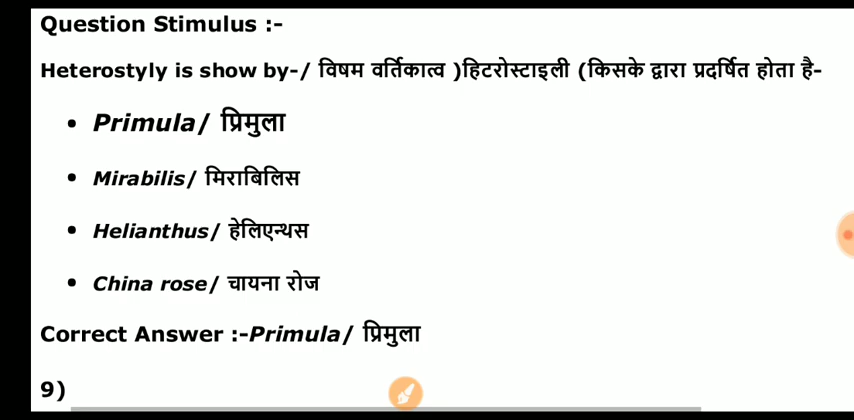 Question Stimulus :-
Heterostyly is show by-/ विषम वर्तिकात्व )हिटरोस्टाइली (किसके द्वारा प्रदर्षित होता है-
• Primula/ प्रिमुला
• Mirabilis/ मिराबिलिस
• Helianthus/ हेलिएन्थस
• China rose/ चायना रोज
Correct Answer :-Primula/ प्रिमुला
9)